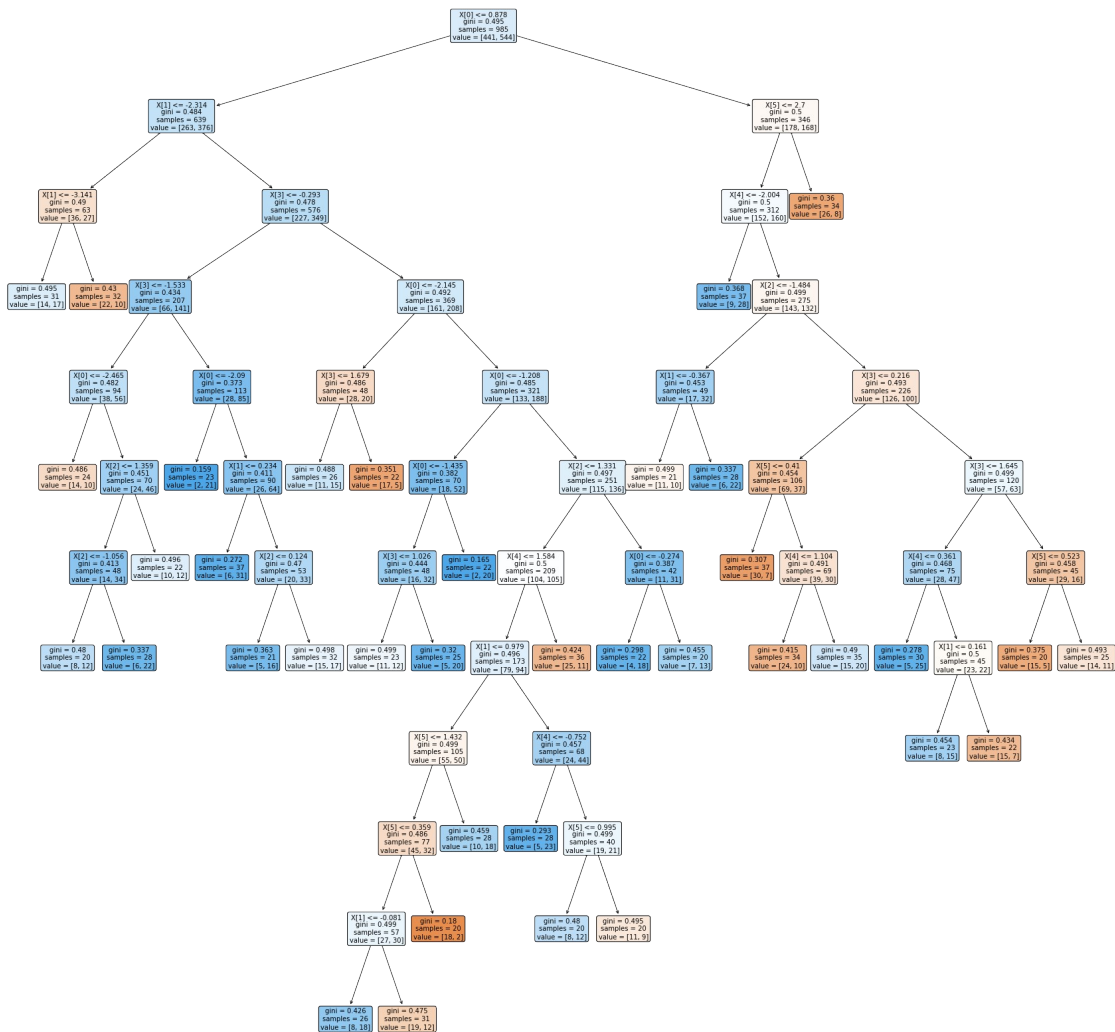 X[0] <= 0.878
gini = 0.495
samples = 985
value = [441, 544]
X[1] <= -2.314
gini = 0.484
samples = 639
value = [263, 376]
X[5] <= 2.7
gini = 0.5
samples = 346
value = [178, 168]
X[1] <= -3.141
gini = 0.49
samples = 63
value = [36, 27]
X[3] <= -0.293
gini = 0.478
samples = 576
value = [227, 349]
X[4] <= -2.004
gini = 0.5
samples = 312
value = [152, 160]
gini = 0.36
samples = 34
value = [26, 8]
gini = 0.495
samples = 31
value = [14, 17]
gini = 0.43
samples = 32
value = [22, 10]
X[3] <= -1.533
gini = 0.434
samples = 207
value = [66, 141]
X[0] <= -2.145
gini = 0.492
samples = 369
value = [161, 208]
gini = 0.368
samples = 37
value = [9, 28]
X[2] <= -1.484
gini = 0.499
samples = 275
value = [143, 132]
X[0] <= -2.465
gini = 0.482
samples = 94
value = [38, 56]
X[0] <= -2.09
gini = 0.373
samples = 113
value = [28, 85]
X[3] <= 1.679
gini = 0.486
samples = 48
value = [28, 20]
X[0] <= -1.208
gini = 0.485
samples = 321
value = [133, 188]
X[1] <= -0.367
gini = 0.453
samples = 49
value = [17, 32]
X[3] <= 0.216
gini = 0.493
samples = 226
value = [126, 100]
gini = 0.486
samples = 24
value = [14, 10]
X[2] <= 1.359
gini = 0.451
samples = 70
value = [24, 46]
gini = 0.159
samples = 23
value = [2, 21]
X[1] <= 0.234
gini = 0.411
samples = 90
value = [26, 64]
gini = 0.488
samples = 26
value = [11, 15]
gini = 0.351
samples = 22
value = [17, 5]
X[0] <= -1.435
gini = 0.382
samples = 70
value = [18, 52]
X[2] <= 1.331
gini = 0.497
samples = 251
value = [115, 136]
gini = 0.499
samples = 21
value = [11, 10]
gini = 0.337
samples = 28
value = [6, 22]
X[5] <= 0.41
gini = 0.454
samples = 106
value = [69, 37]
X[3] <= 1.645
gini = 0.499
samples = 120
value = [57, 63]
X[2] <= -1.056
gini = 0.413
samples = 48
value = [14, 34]
gini = 0.496
samples = 22
value = [10, 12]
gini = 0.272
samples = 37
value = [6, 31]
X[2] <= 0.124
gini = 0.47
samples = 53
value = [20, 33]
X[3] <= 1.026
gini = 0.444
samples = 48
value = [16, 32]
gini = 0.165
samples = 22
value = [2, 20]
X[4] <= 1.584
gini = 0.5
samples = 209
value = [104, 105]
X[0] <= -0.274
gini = 0.387
samples = 42
value = [11, 31]
gini = 0.307
samples = 37
value = [30, 7]
X[4] <= 1.104
gini = 0.491
samples = 69
value = [39, 30]
X[4] <= 0.361
gini = 0.468
samples = 75
value = [28, 47]
X[5] <= 0.523
gini = 0.458
samples = 45
value = [29, 16]
gini = 0.48
samples = 20
value = [8, 12]
gini = 0.337
samples = 28
value = [6, 22]
gini = 0.363
samples = 21
value = [5, 16]
gini = 0.498
samples = 32
value = [15, 17]
gini = 0.499
samples = 23
value = [11, 12]
gini = 0.32
samples = 25
value = [5, 20]
X[1] <= 0.979
gini = 0.496
samples = 173
value = [79, 94]
gini = 0.424
samples = 36
value = [25, 11]
gini = 0.298
samples = 22
value = [4, 18]
gini = 0.455
samples = 20
value = [7, 13]
gini = 0.415
samples = 34
value = [24, 10]
gini = 0.49
samples = 35
value = [15, 20]
gini = 0.278
samples = 30
value = [5, 25]
X[1] <= 0.161
gini = 0.5
samples = 45
value = [23, 22]
gini = 0.375
samples = 20
value = [15, 5]
gini = 0.493
samples = 25
value = [14, 11]
X[5] <= 1.432
gini = 0.499
samples = 105
value = [55, 50]
X[4] <= -0.752
gini = 0.457
samples = 68
value = [24, 44]
gini = 0.454
samples = 23
value = [8, 15]
gini = 0.434
samples = 22
value = [15, 7]
X[5] <= 0.359
gini = 0.486
samples = 77
value = [45, 32]
gini = 0.459
samples = 28
value = [10, 18]
gini = 0.293
samples = 28
value = [5, 23]
X[5] <= 0.995
gini = 0.499
samples = 40
value = [19, 21]
X[1] <= -0.081
gini = 0.499
samples = 57
value = [27, 30]
gini = 0.18
samples = 20
value = [18, 2]
gini = 0.48
samples = 20
value = [8, 12]
gini = 0.495
samples = 20
value = [11, 9]
gini = 0.426
samples = 26
value = [8, 18]
gini = 0.475
samples = 31
value = [19, 12]